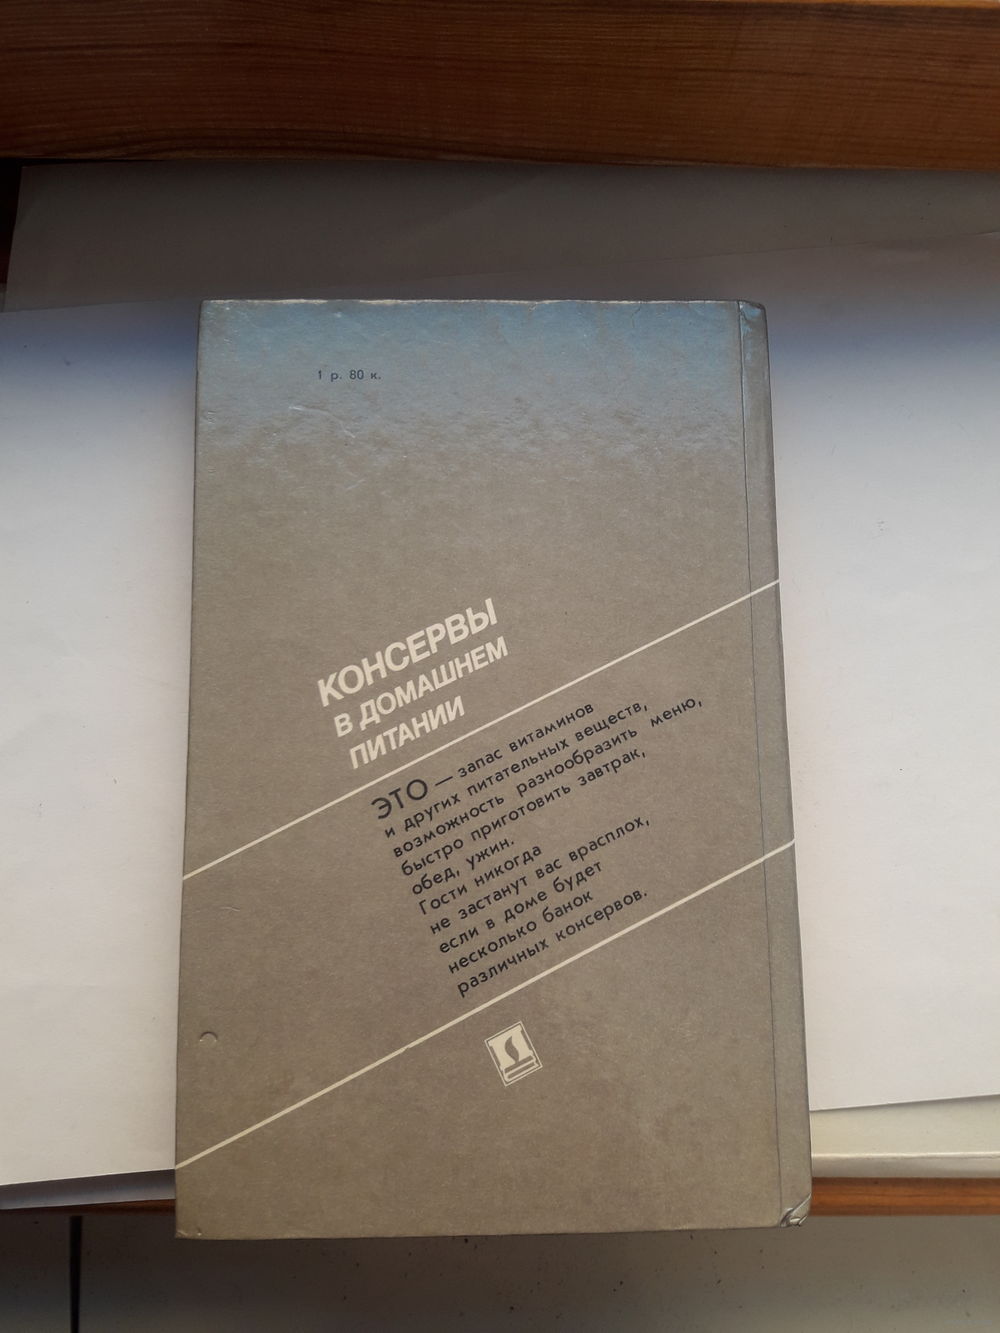 1 р. 80 к.
КОНСЕРВЫ
В ДОМАШНЕМ
ПИТАНИИ
ЭТО — запас витаминов
и других питательных веществ,
возможность разнообразить меню,
быстро приготовить завтрак,
обед, ужин.
Гости никогда
не застанут вас врасплох,
если в доме будет
несколько банок
различных консервов.